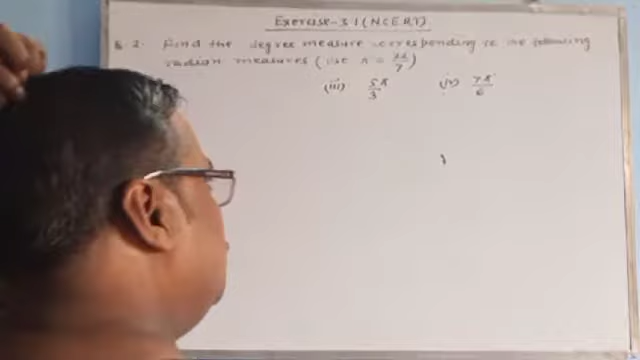 Exercise-3.1 (NCERT)
Q.2. Find the degree measure corresponding to the following
radian measures (use π = 22/7)
(iii) 5π/3 (iv) 7π/6